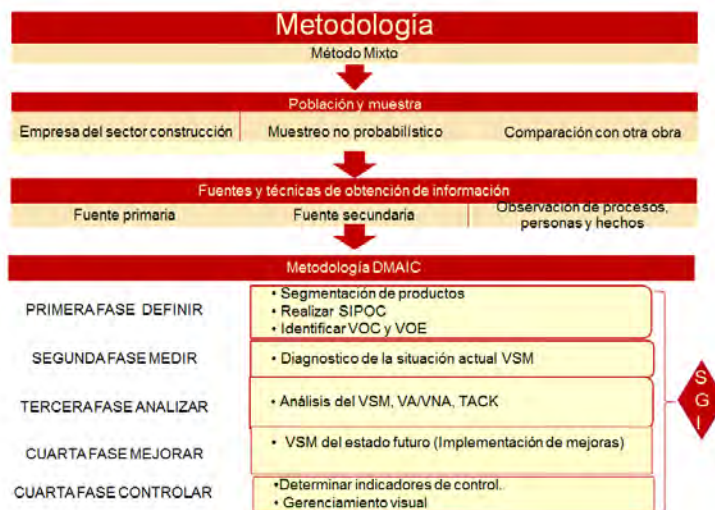 Metodología
Método Mixto
Población y muestra
Empresa del sector construcción
Muestreo no probabilístico
Comparación con otra obra
Fuentes y técnicas de obtención de información
Fuente primaria
Fuente secundaria
Observación de procesos,
personas y hechos
Metodología DMAIC
PRIMERA FASE DEFINIR
• Segmentación de productos
• Realizar SIPOC
• Identificar VOC y VOE
SEGUNDA FASE MEDIR
• Diagnostico de la situación actual VSM
TERCERA FASE ANALIZAR
• Análisis del VSM, VA/VNA, TACK
CUARTA FASE MEJORAR
• VSM del estado futuro (Implementación de mejoras)
CUARTA FASE CONTROLAR
•Determinar indicadores de control.
• Gerenciamiento visual
S
G
I